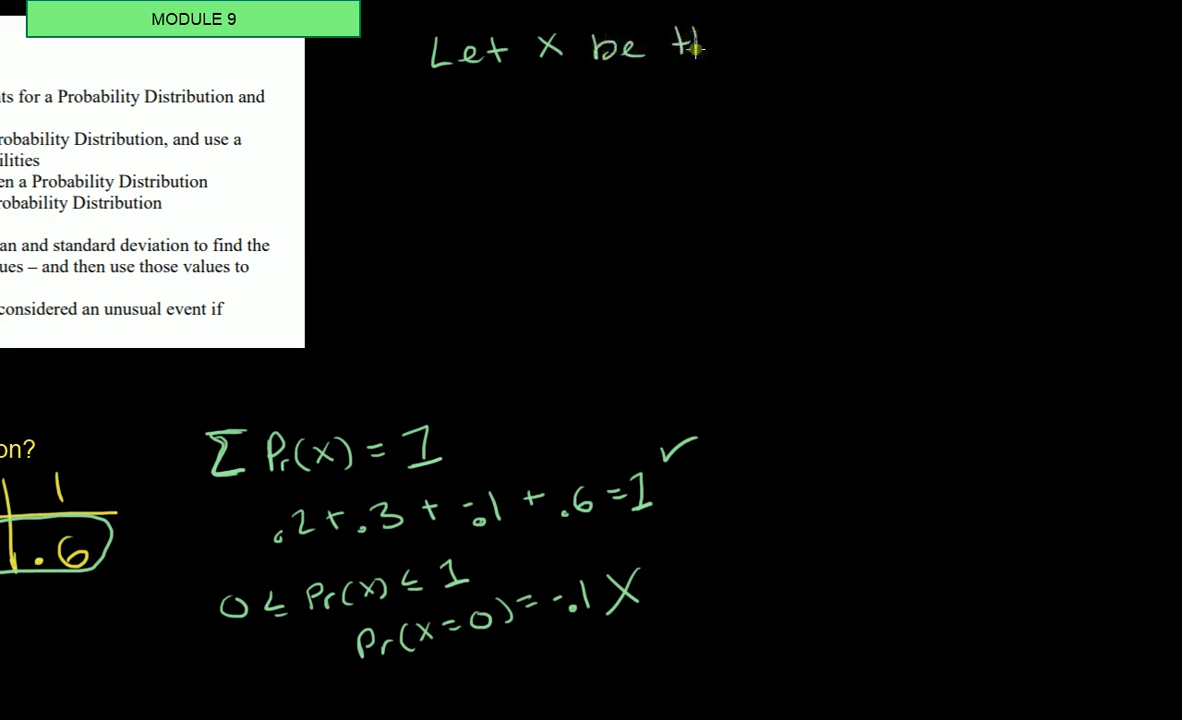 MODULE 9
Let x be th
ts for a Probability Distribution and
robability Distribution, and use a
ilities
en a Probability Distribution
robability Distribution
an and standard deviation to find the
ues – and then use those values to
considered an unusual event if
on?
1
.6
Σ Pr(x) = 1
.2 + .3 + -.1 + .6 = 1 ✓
0 ≤ Pr(x) ≤ 1
Pr(x=0) = -.1 X